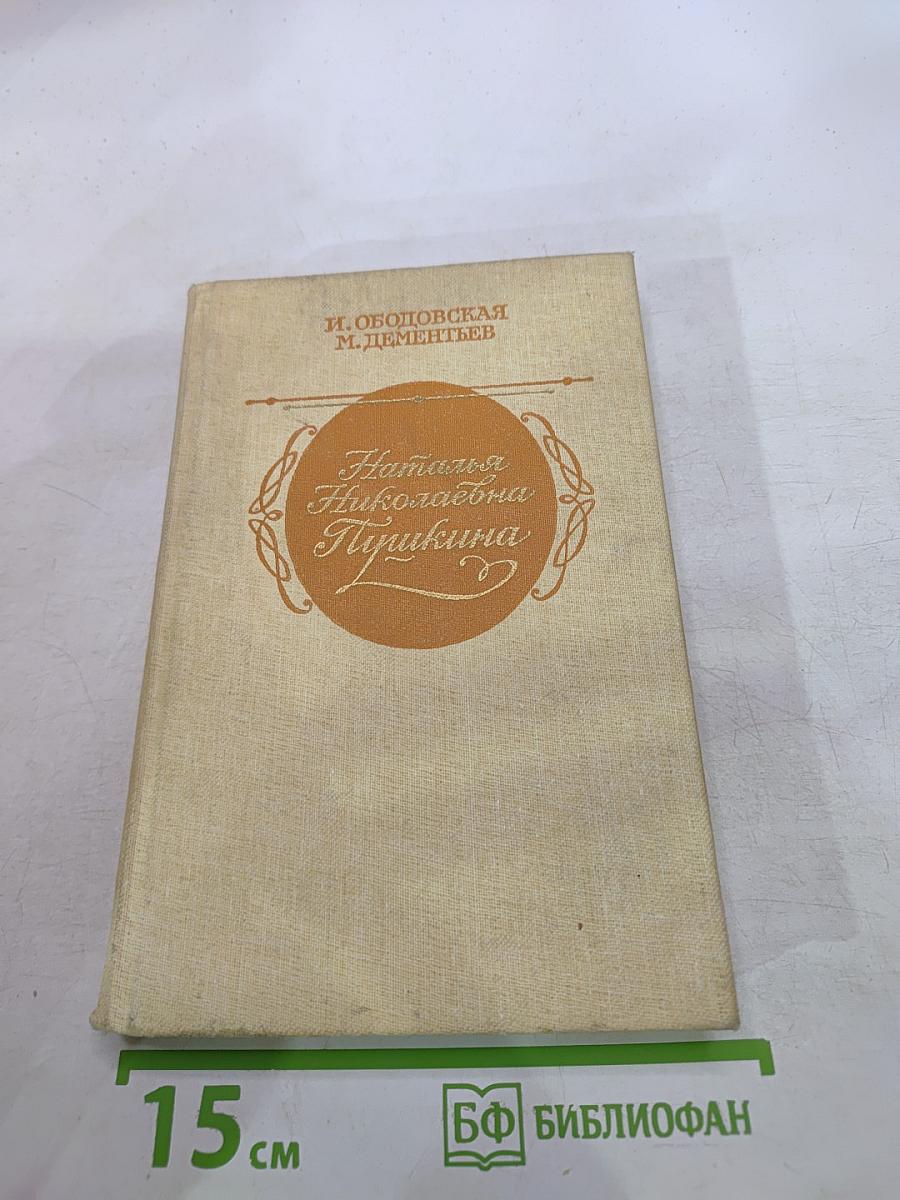 И. ОБОДОВСКАЯ
М. ДЕМЕНТЬЕВ
Наталья
Николаевна
Пушкина
15 см
БФ БИБЛИОФАН